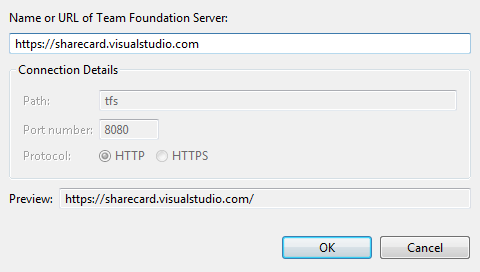 Name or URL of Team Foundation Server:
https://sharecard.visualstudio.com
Connection Details
Path: tfs
Port number: 8080
Protocol: HTTP HTTPS
Preview: https://sharecard.visualstudio.com/
OK Cancel